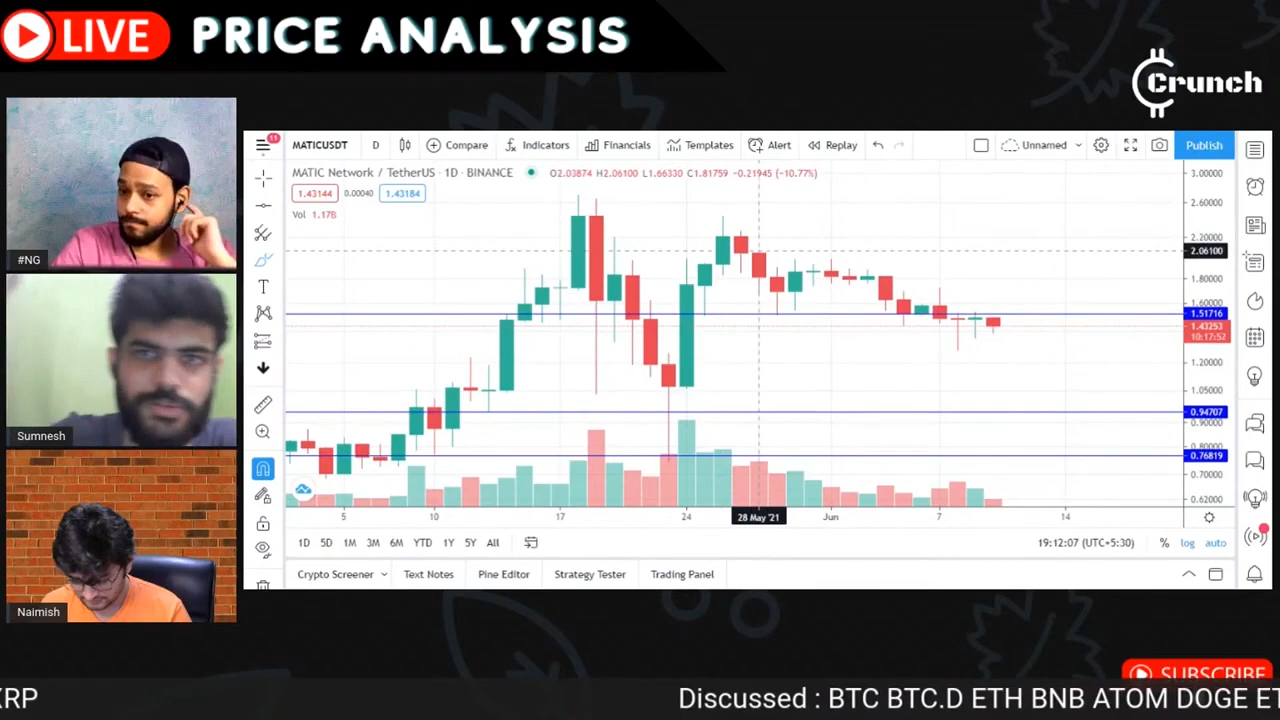 LIVE PRICE ANALYSIS
Crunch
#NG
Sumnesh
Naimish
11
MATICUSDT D Compare Indicators Financials Templates Alert Replay Unnamed Publish
MATIC Network / TetherUS · 1D · BINANCE O2.03874 H2.06100 L1.66330 C1.81759 −0.21945 (−10.77%)
1.43144 0.00040 1.43184
Vol 1.17B
3.00000
2.60000
2.20000
2.06100
1.80000
1.60000
1.51716
1.43253
10:17:52
1.20000
1.05000
0.94707
0.90000
0.80000
0.76819
0.70000
0.62000
5 10 17 24 28 May '21 Jun 7 14
1D 5D 1M 3M 6M YTD 1Y 5Y All 19:12:07 (UTC+5:30) % log auto
Crypto Screener Text Notes Pine Editor Strategy Tester Trading Panel
SUBSCRIBE
XRP Discussed : BTC BTC.D ETH BNB ATOM DOGE